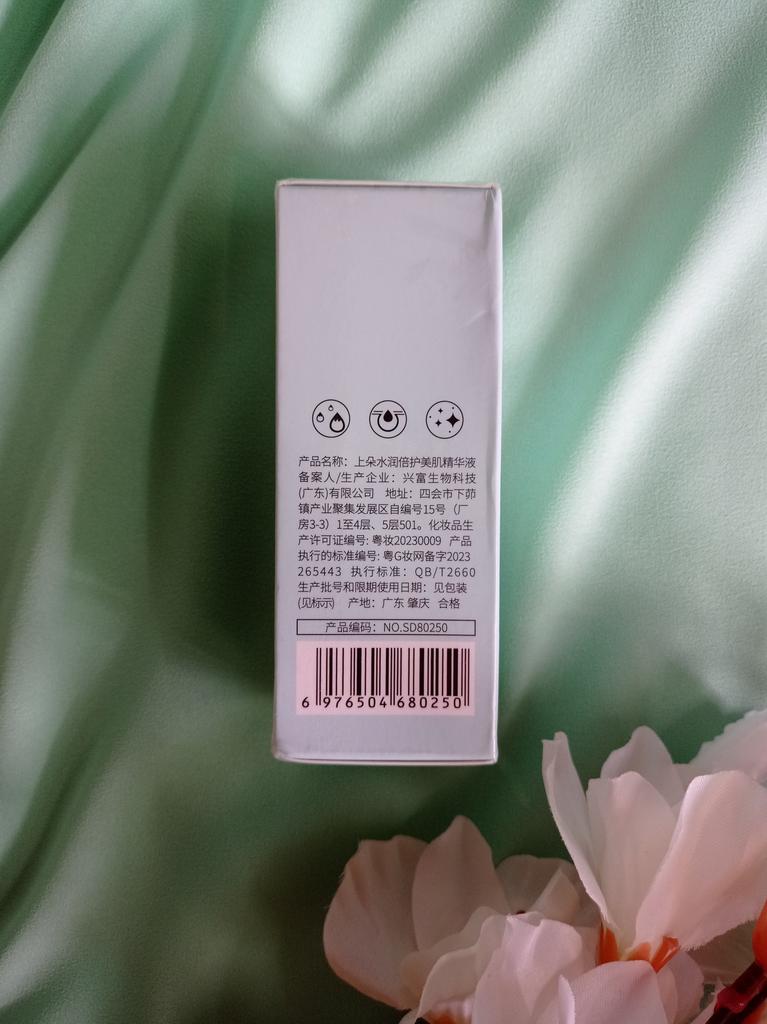 产品名称：上朵水润倍护美肌精华液
备案人/生产企业：兴富生物科技
(广东)有限公司 地址：四会市下茆
镇产业聚集发展区自编号15号（厂
房3-3）1至4层、5层501。化妆品生
产许可证编号: 粤妆20230009 产品
执行的标准编号: 粤G妆网备字2023
265443 执行标准：QB/T2660
生产批号和限期使用日期：见包装
(见标示) 产地：广东 肇庆 合格
产品编码：NO.SD80250
6 976504 680250